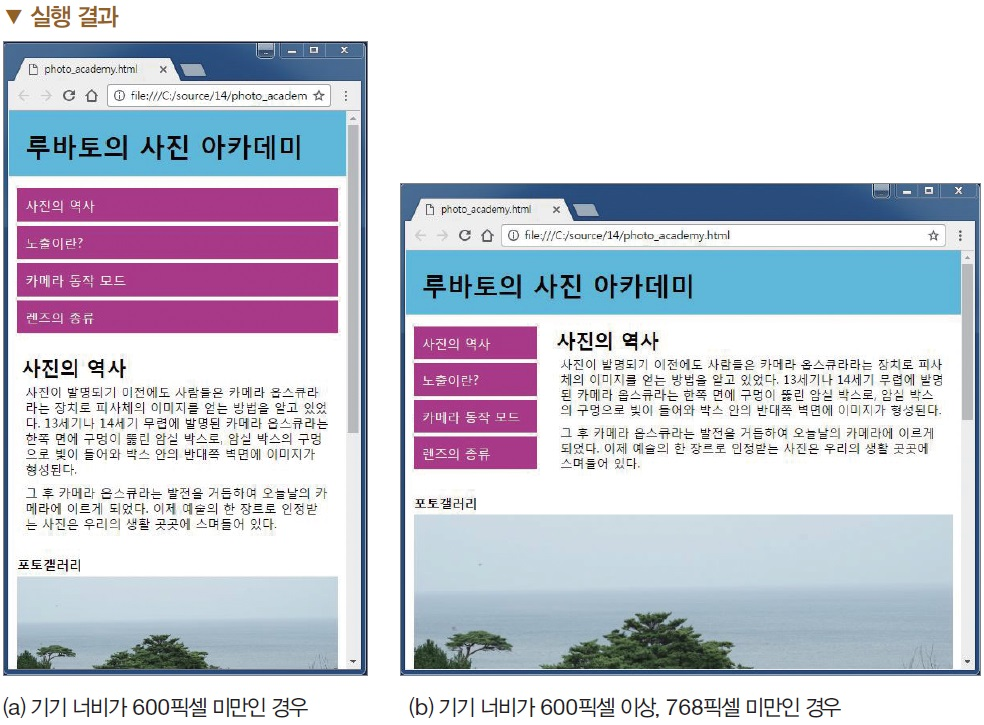 ▼ 실행 결과
photo_academy.html
file:///C:/source/14/photo_academ
루바토의 사진 아카데미
사진의 역사
노출이란?
카메라 동작 모드
렌즈의 종류
사진의 역사
사진이 발명되기 이전에도 사람들은 카메라 옵스큐라
라는 장치로 피사체의 이미지를 얻는 방법을 알고 있었
다. 13세기나 14세기 무렵에 발명된 카메라 옵스큐라는
한쪽 면에 구멍이 뚫린 암실 박스로, 암실 박스의 구멍
으로 빛이 들어와 박스 안의 반대쪽 벽면에 이미지가
형성된다.
그 후 카메라 옵스큐라는 발전을 거듭하여 오늘날의 카
메라에 이르게 되었다. 이제 예술의 한 장르로 인정받
는 사진은 우리의 생활 곳곳에 스며들어 있다.
포토갤러리
(a) 기기 너비가 600픽셀 미만인 경우
photo_academy.html
file:///C:/source/14/photo_academy.html
루바토의 사진 아카데미
사진의 역사
노출이란?
카메라 동작 모드
렌즈의 종류
사진의 역사
사진이 발명되기 이전에도 사람들은 카메라 옵스큐라라는 장치로 피사
체의 이미지를 얻는 방법을 알고 있었다. 13세기나 14세기 무렵에 발명
된 카메라 옵스큐라는 한쪽 면에 구멍이 뚫린 암실 박스로, 암실 박스
의 구멍으로 빛이 들어와 박스 안의 반대쪽 벽면에 이미지가 형성된다.
그 후 카메라 옵스큐라는 발전을 거듭하여 오늘날의 카메라에 이르게
되었다. 이제 예술의 한 장르로 인정받는 사진은 우리의 생활 곳곳에
스며들어 있다.
포토갤러리
(b) 기기 너비가 600픽셀 이상, 768픽셀 미만인 경우